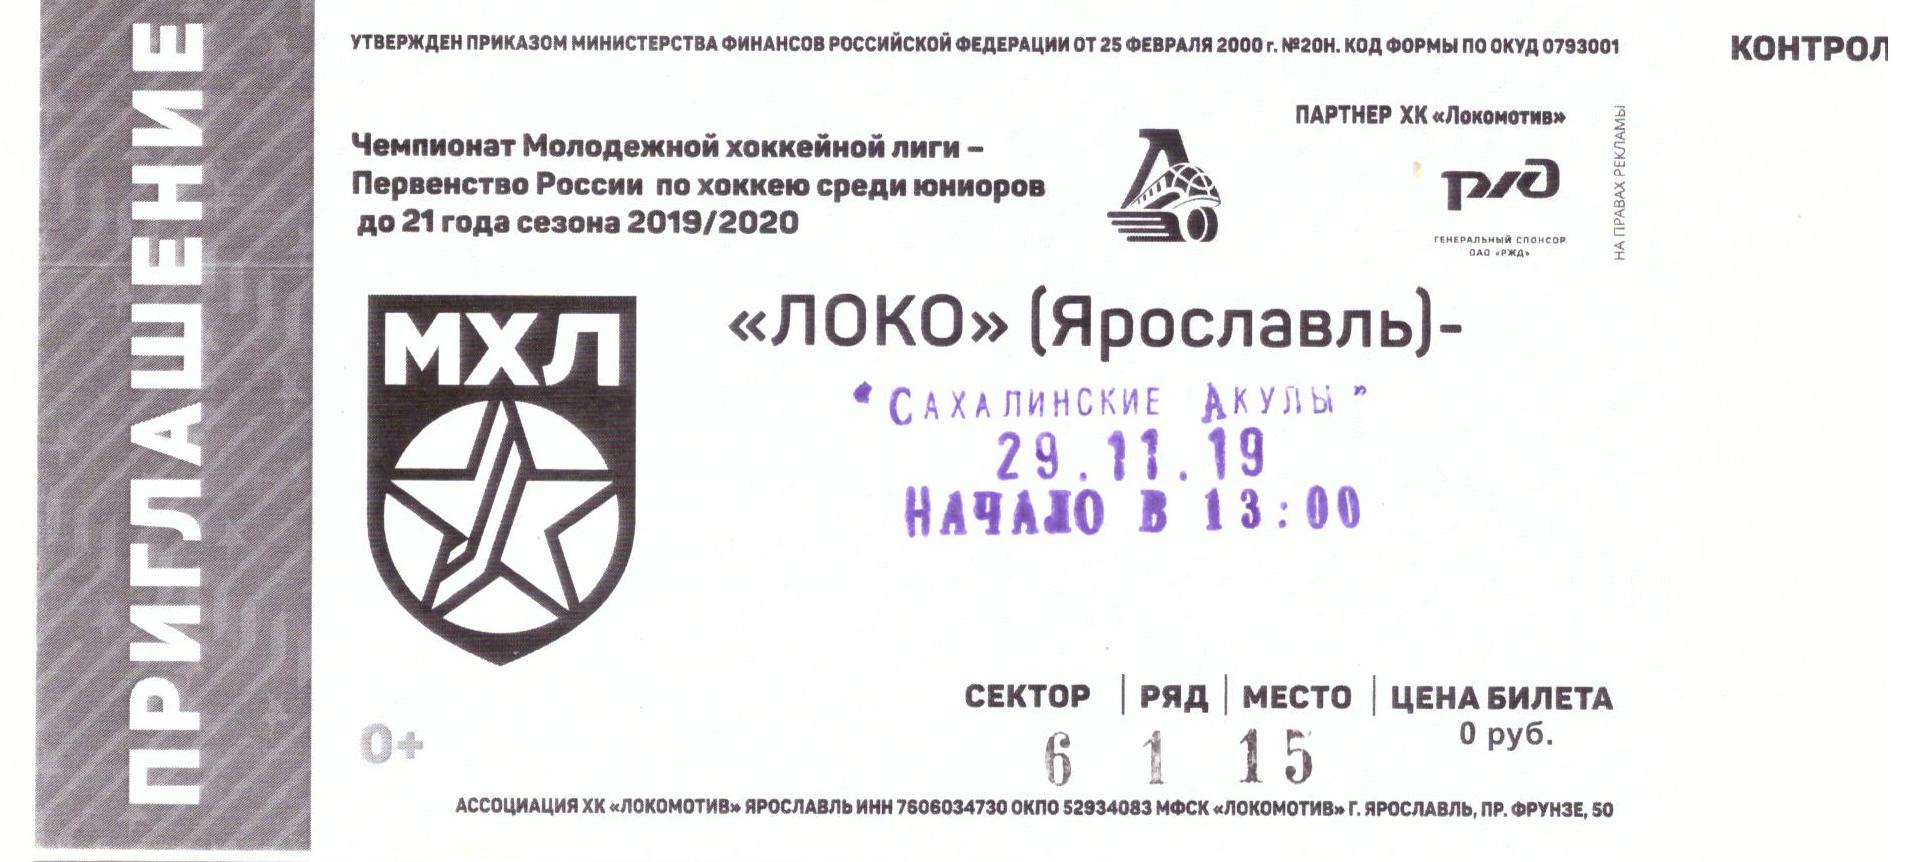 ПРИГЛАШЕНИЕ
УТВЕРЖДЕН ПРИКАЗОМ МИНИСТЕРСТВА ФИНАНСОВ РОССИЙСКОЙ ФЕДЕРАЦИИ ОТ 25 ФЕВРАЛЯ 2000 г. №20Н. КОД ФОРМЫ ПО ОКУД 0793001
КОНТРОЛ
ПАРТНЕР ХК «Локомотив»
Чемпионат Молодежной хоккейной лиги –
Первенство России по хоккею среди юниоров
до 21 года сезона 2019/2020
ржд
ГЕНЕРАЛЬНЫЙ СПОНСОР
ОАО «РЖД»
НА ПРАВАХ РЕКЛАМЫ
МХЛ
«ЛОКО» (Ярославль)-
"САХАЛИНСКИЕ АКУЛЫ"
29.11.19
НАЧАЛО В 13:00
СЕКТОР | РЯД | МЕСТО | ЦЕНА БИЛЕТА
6 1 15 0 руб.
0+
АССОЦИАЦИЯ ХК «ЛОКОМОТИВ» ЯРОСЛАВЛЬ ИНН 7606034730 ОКПО 52934083 МФСК «ЛОКОМОТИВ» Г. ЯРОСЛАВЛЬ, ПР. ФРУНЗЕ, 50